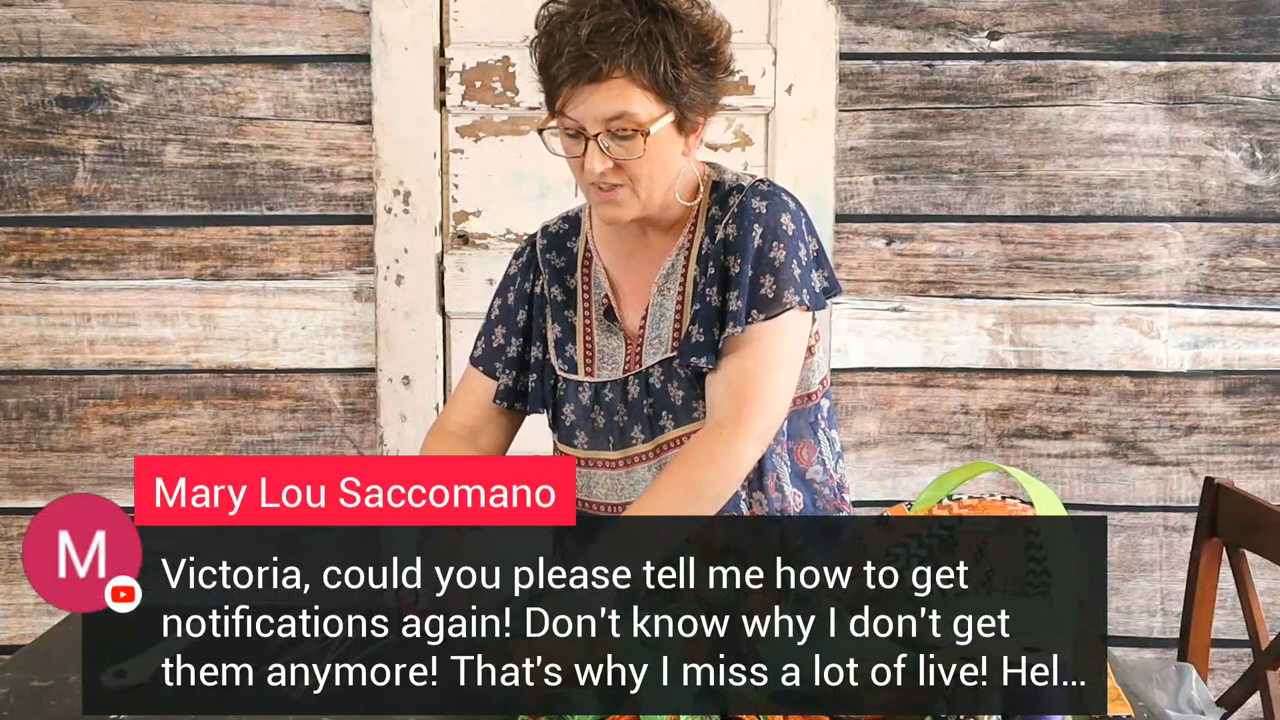 Mary Lou Saccomano
M
Victoria, could you please tell me how to get
notifications again! Don't know why I don't get
them anymore! That's why I miss a lot of live! Hel...